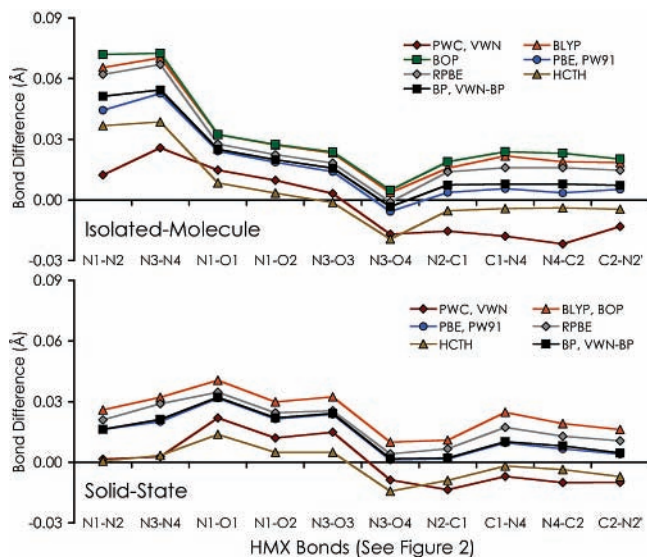 0.09
PWC, VWN
BLYP
BOP
PBE, PW91
RPBE
HCTH
BP, VWN-BP
0.06
0.03
0.00
-0.03
Bond Difference (Å)
Isolated-Molecule
N1-N2 N3-N4 N1-O1 N1-O2 N3-O3 N3-O4 N2-C1 C1-N4 N4-C2 C2-N2'
0.09
PWC, VWN
BLYP, BOP
PBE, PW91
RPBE
HCTH
BP, VWN-BP
0.06
0.03
0.00
-0.03
Bond Difference (Å)
Solid-State
N1-N2 N3-N4 N1-O1 N1-O2 N3-O3 N3-O4 N2-C1 C1-N4 N4-C2 C2-N2'
HMX Bonds (See Figure 2)